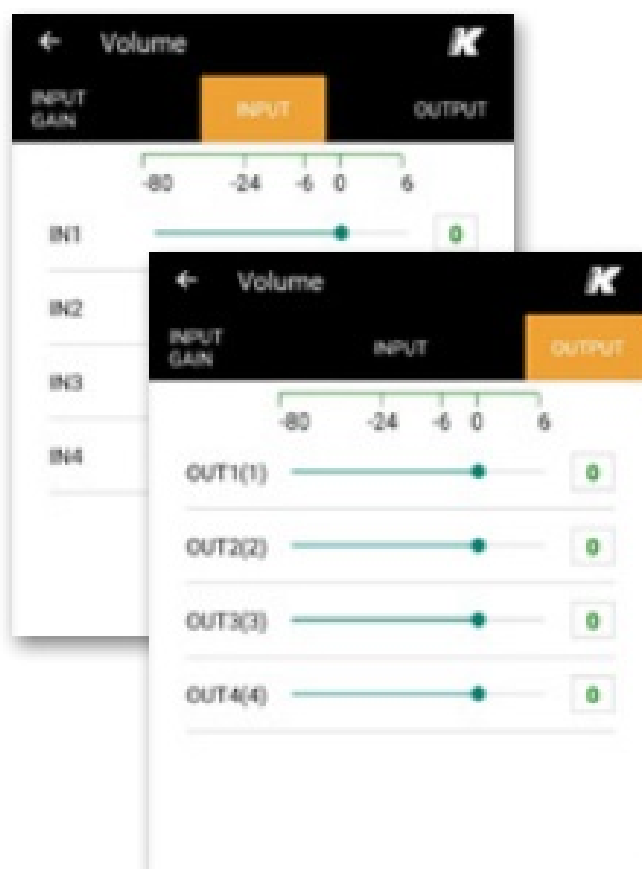 Volume K
INPUT
GAIN INPUT OUTPUT
-80 -24 -6 0 6
IN1 0
IN2
IN3
IN4
Volume K
INPUT
GAIN INPUT OUTPUT
-80 -24 -6 0 6
OUT1(1) 0
OUT2(2) 0
OUT3(3) 0
OUT4(4) 0